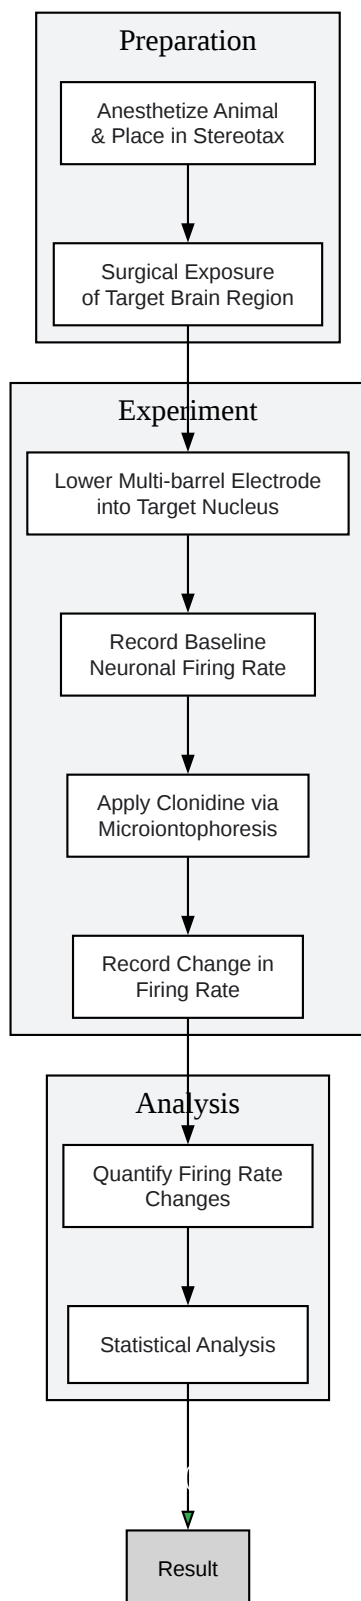 Preparation
Anesthetize Animal
& Place in Stereotax
Surgical Exposure
of Target Brain Region
Experiment
Lower Multi-barrel Electrode
into Target Nucleus
Record Baseline
Neuronal Firing Rate
Apply Clonidine via
Microiontophoresis
Record Change in
Firing Rate
Analysis
Quantify Firing Rate
Changes
Statistical Analysis
Result